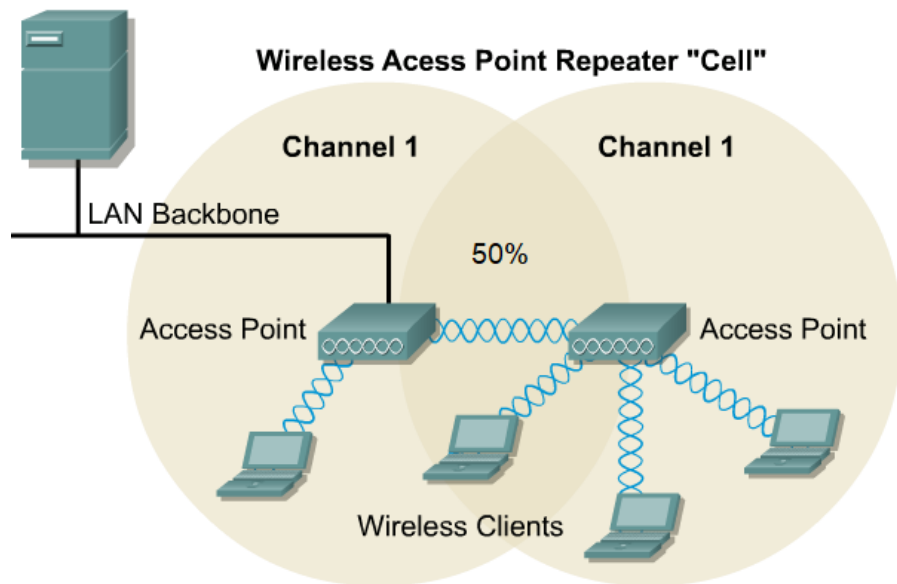 Wireless Acess Point Repeater "Cell"
Channel 1
Channel 1
LAN Backbone
50%
Access Point
Access Point
Wireless Clients